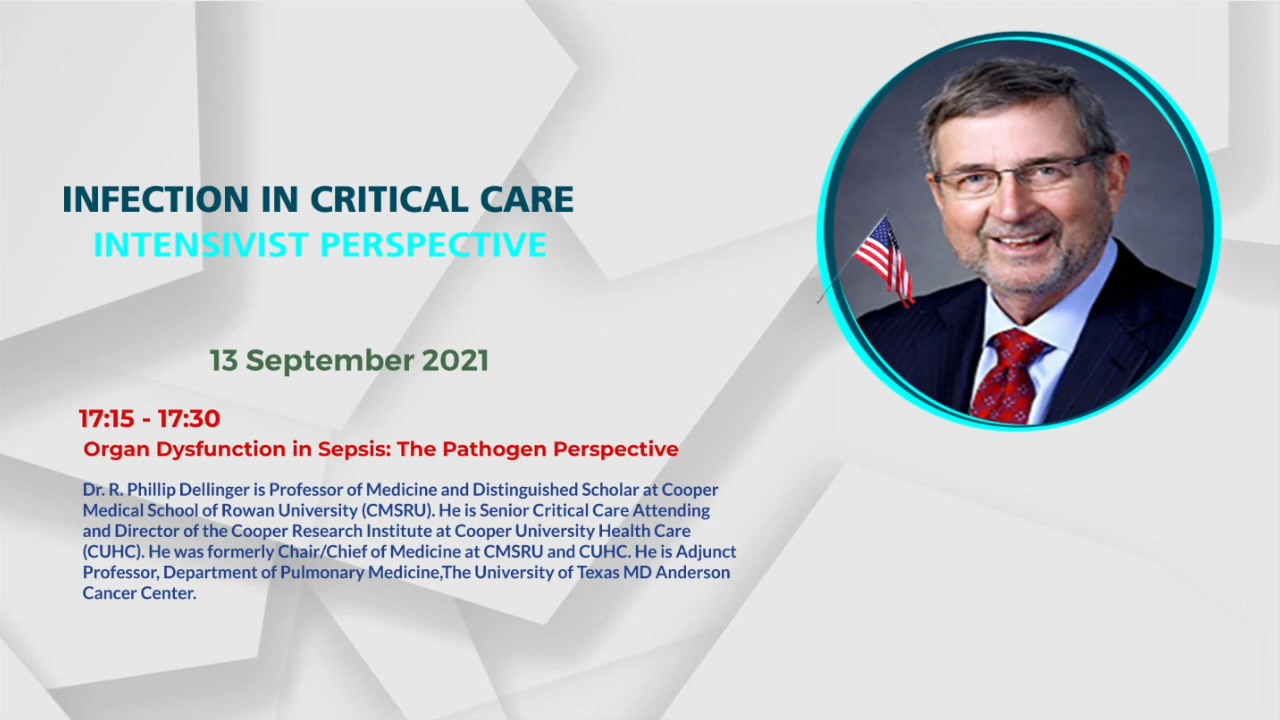 INFECTION IN CRITICAL CARE
INTENSIVIST PERSPECTIVE
13 September 2021
17:15 - 17:30
Organ Dysfunction in Sepsis: The Pathogen Perspective
Dr. R. Phillip Dellinger is Professor of Medicine and Distinguished Scholar at Cooper
Medical School of Rowan University (CMSRU). He is Senior Critical Care Attending
and Director of the Cooper Research Institute at Cooper University Health Care
(CUHC). He was formerly Chair/Chief of Medicine at CMSRU and CUHC. He is Adjunct
Professor, Department of Pulmonary Medicine,The University of Texas MD Anderson
Cancer Center.